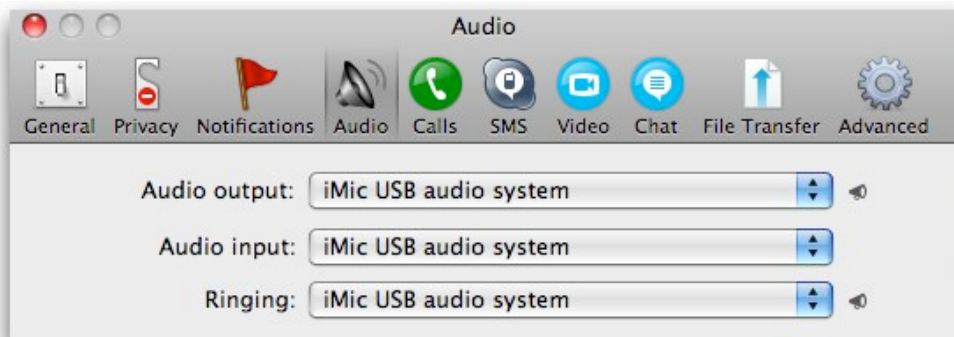 Audio
General Privacy Notifications Audio Calls SMS Video Chat File Transfer Advanced
Audio output: iMic USB audio system
Audio input: iMic USB audio system
Ringing: iMic USB audio system